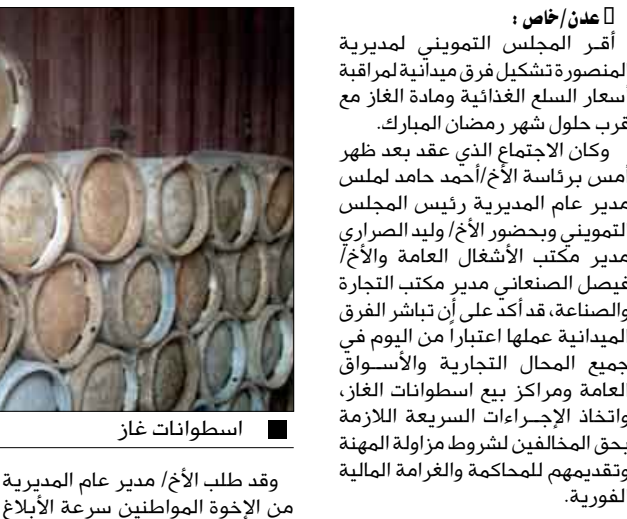 عدن/خاص :
أقر المجلس التمويني لمديرية
المنصورة تشكيل فرق ميدانية لمراقبة
أسعار السلع الغذائية ومادة الغاز مع
قرب حلول شهر رمضان المبارك.
وكان الاجتماع الذي عقد بعد ظهر
أمس برئاسة الأخ/أحمد حامد لملس
مدير عام المديرية رئيس المجلس
التمويني وبحضور الأخ/ وليد الصراري
مدير مكتب الأشغال العامة والأخ/
فيصل الصنعاني مدير مكتب التجارة
والصناعة، قد أكد على أن تباشر الفرق
الميدانية عملها اعتباراً من اليوم في
جميع المحال التجارية والأســواق
العامة ومراكز بيع اسطوانات الغاز،
واتخاذ الإجــراءات السريعة اللازمة
بحق المخالفين لشروط مزاولة المهنة
وتقديمهم للمحاكمة والغرامة المالية
الفورية.
■ اسطوانات غاز
وقد طلب الأخ/ مدير عام المديرية
من الإخوة المواطنين سرعة الأبلاغ